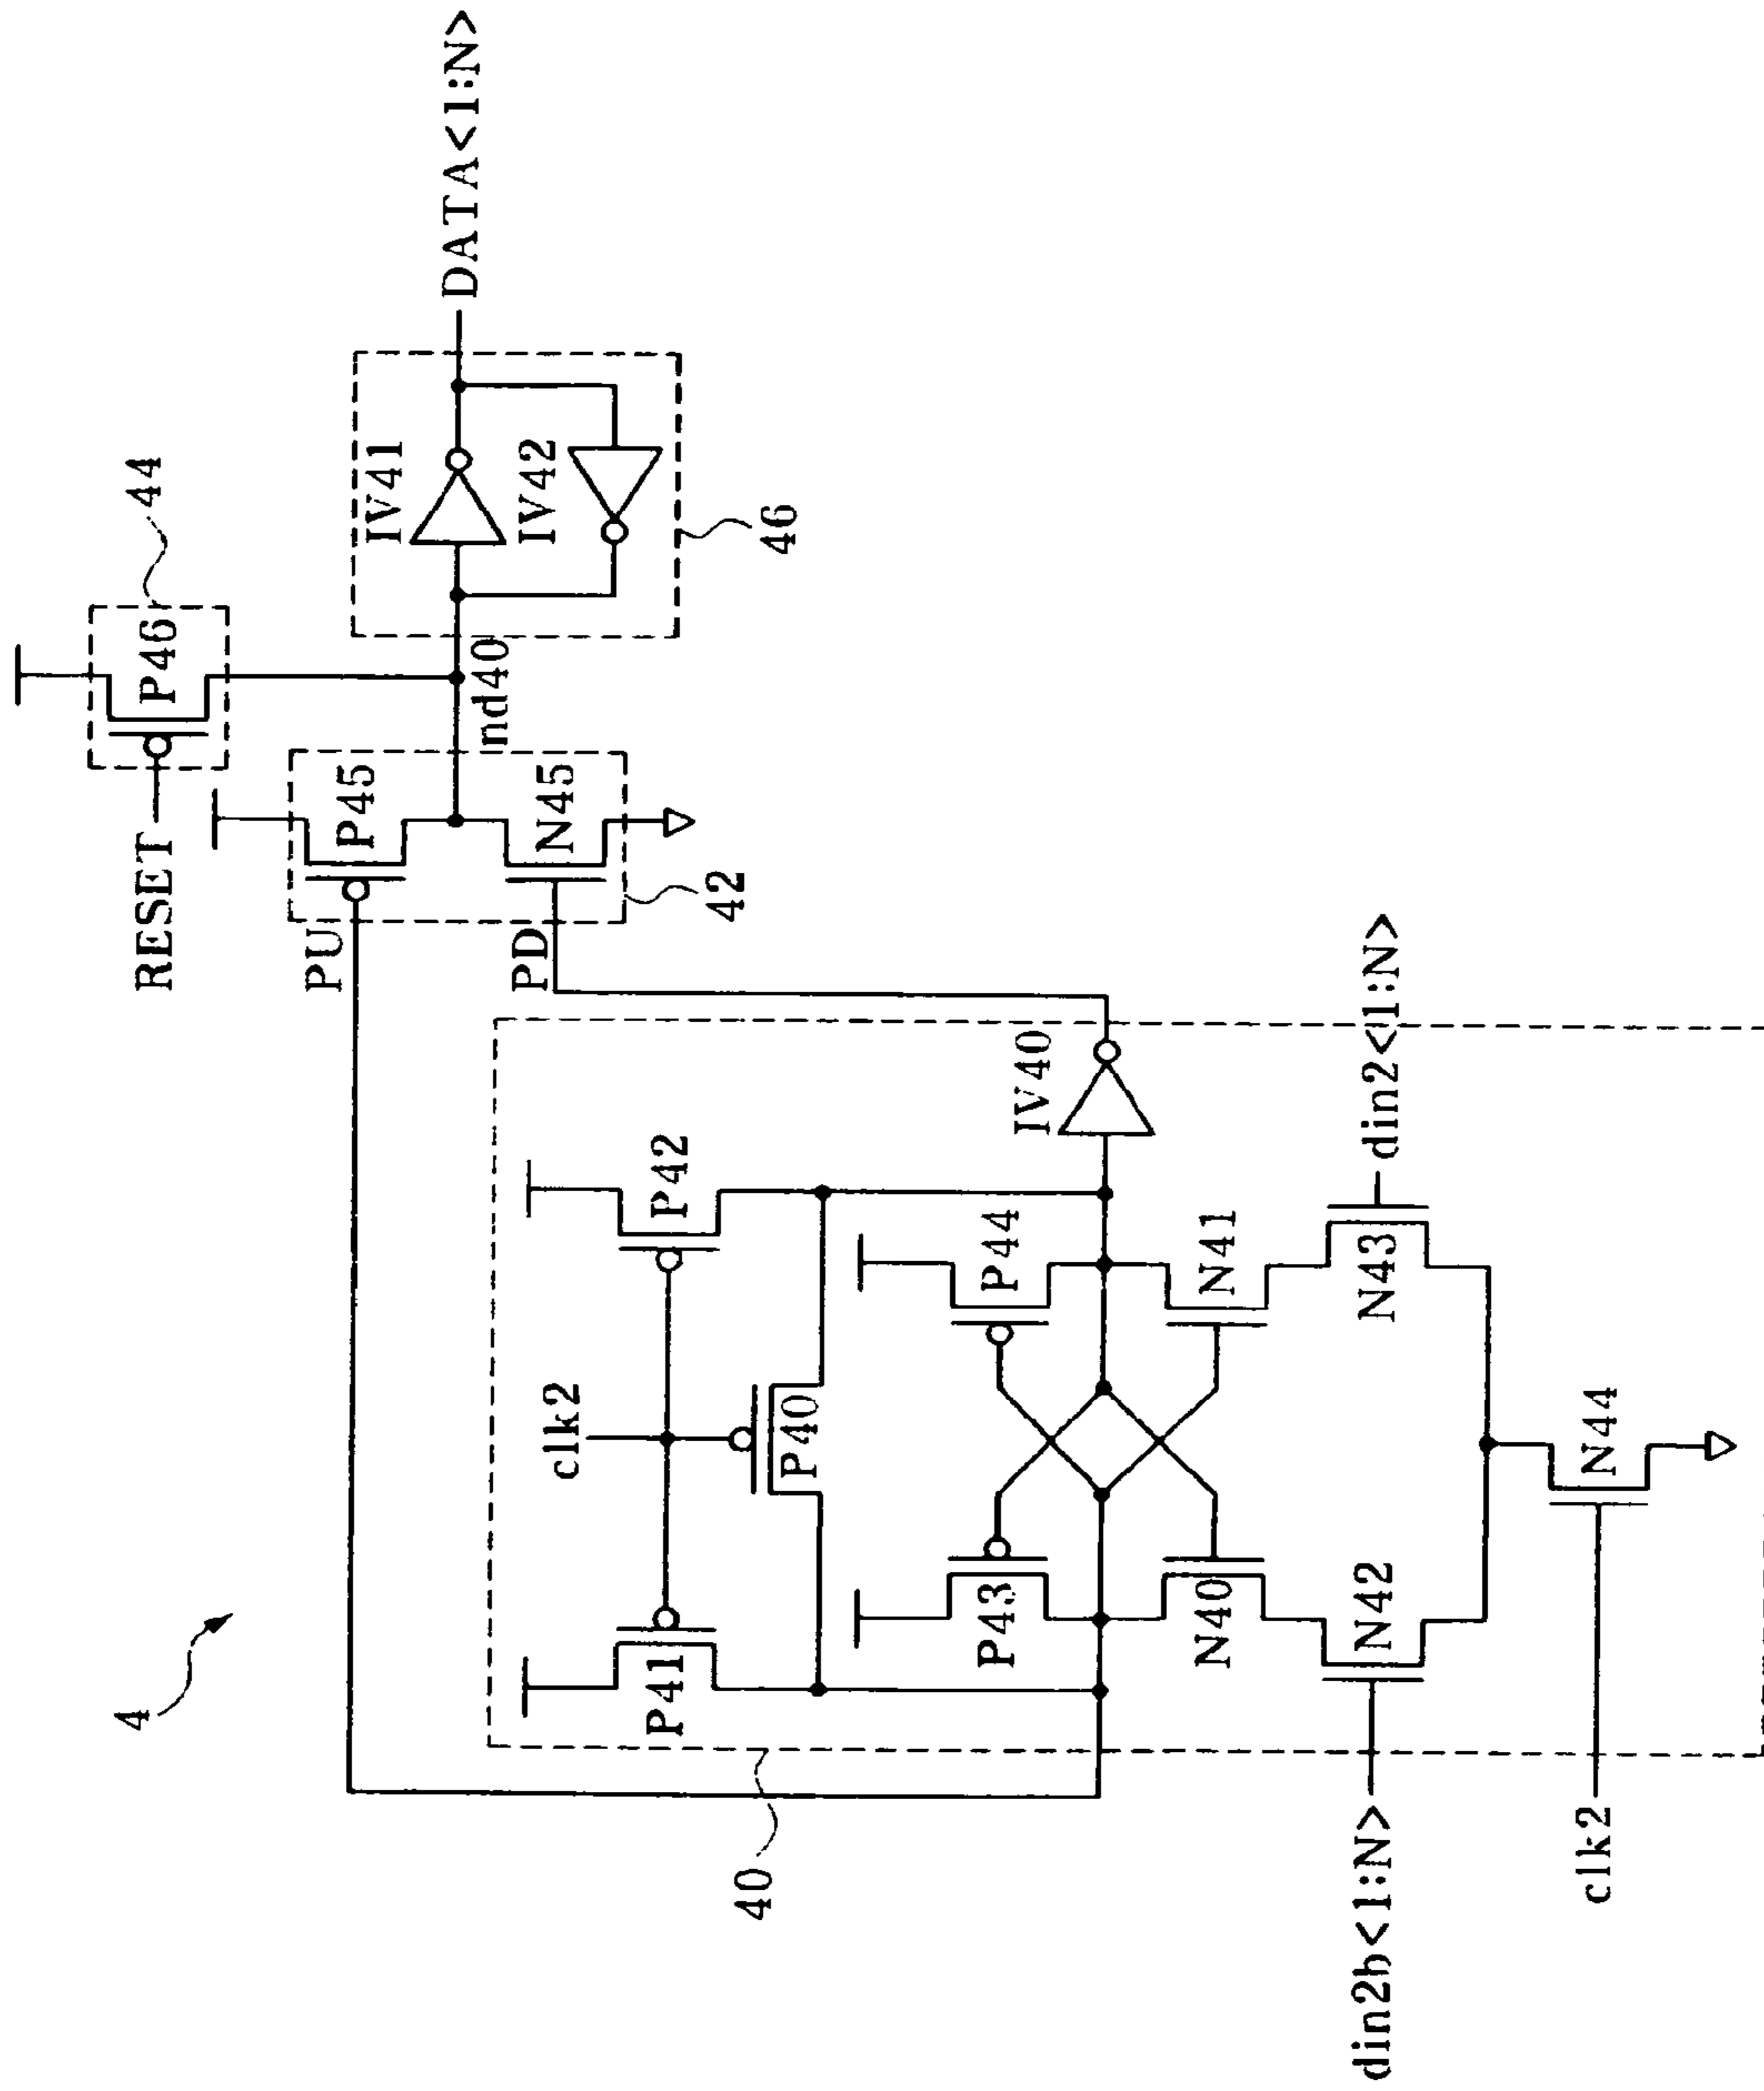 4
RESET
P46
44
PU
P45
nd40
IV41
DATA<1:N>
PD
N45
IV42
42
46
40
clk2
P41
P42
P40
IV40
P43
P44
N40
N41
din2b<1:N>
N42
N43
din2<1:N>
clk2
N44